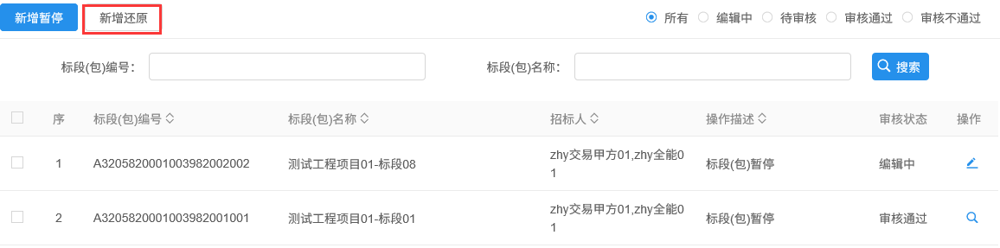 新增暂停 新增还原 所有 编辑中 待审核 审核通过 审核不通过
标段(包)编号： 标段(包)名称： 搜索
序 标段(包)编号 标段(包)名称 招标人 操作描述 审核状态 操作
1 A3205820001003982002002 测试工程项目01-标段08 zhy交易甲方01,zhy全能0 标段(包)暂停 编辑中
1
2 A3205820001003982001001 测试工程项目01-标段01 zhy交易甲方01,zhy全能0 标段(包)暂停 审核通过
1